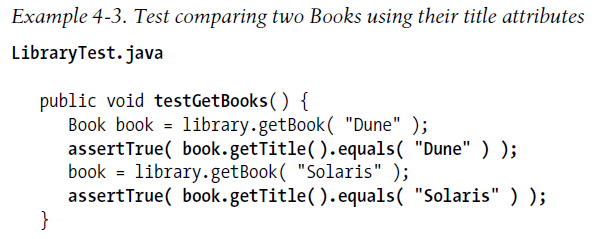 Example 4-3. Test comparing two Books using their title attributes
LibraryTest.java
public void testGetBooks() {
Book book = library.getBook( "Dune" );
assertTrue( book.getTitle().equals( "Dune" ) );
book = library.getBook( "Solaris" );
assertTrue( book.getTitle().equals( "Solaris" ) );
}